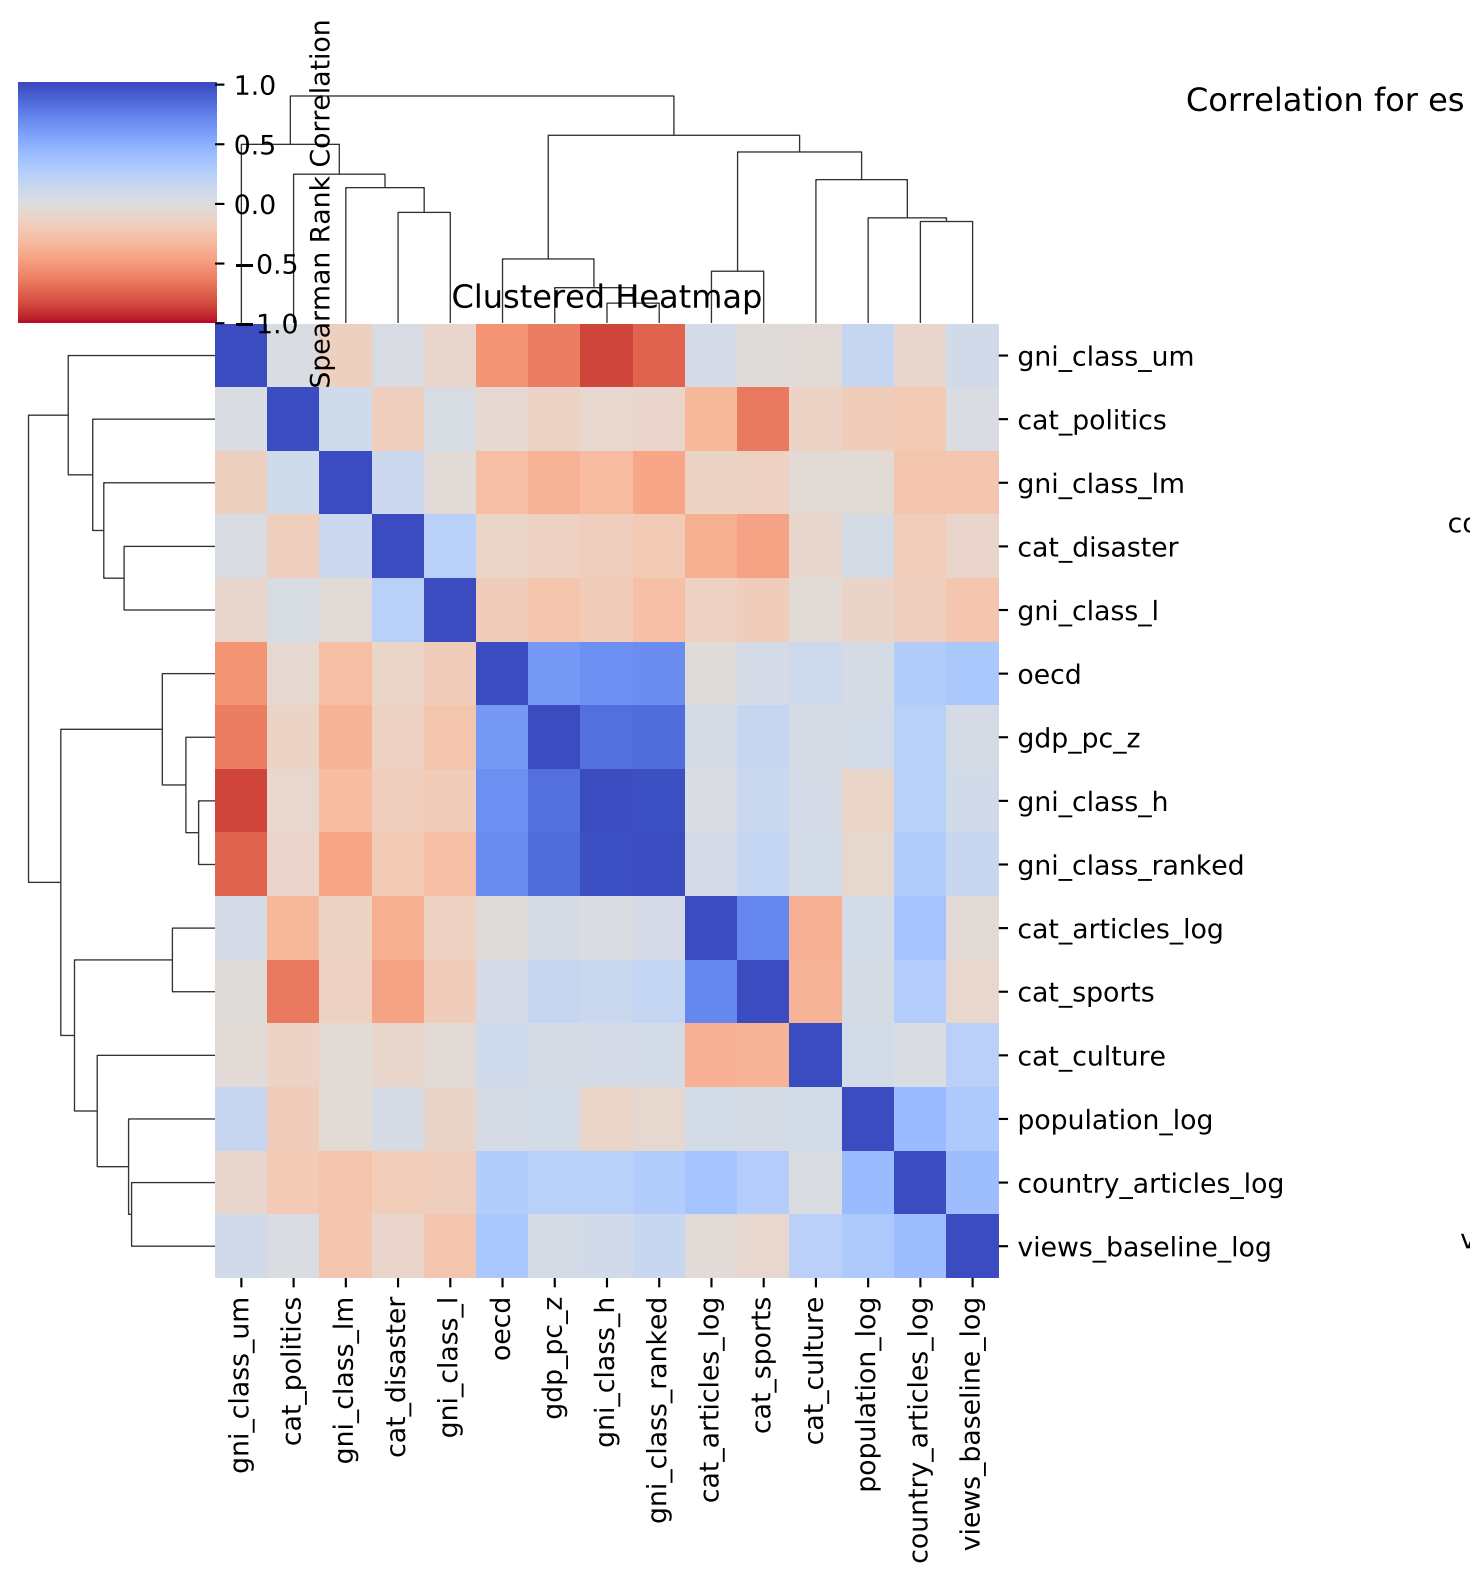 1.0
0.5
0.0
−0.5
−1.0
Spearman Rank Correlation
Correlation for es
Clustered Heatmap
gni_class_um
cat_politics
gni_class_lm
co
cat_disaster
gni_class_l
oecd
gdp_pc_z
gni_class_h
gni_class_ranked
cat_articles_log
cat_sports
cat_culture
population_log
country_articles_log
v
views_baseline_log
gni_class_um
cat_politics
gni_class_lm
cat_disaster
gni_class_l
oecd
gdp_pc_z
gni_class_h
gni_class_ranked
cat_articles_log
cat_sports
cat_culture
population_log
country_articles_log
views_baseline_log